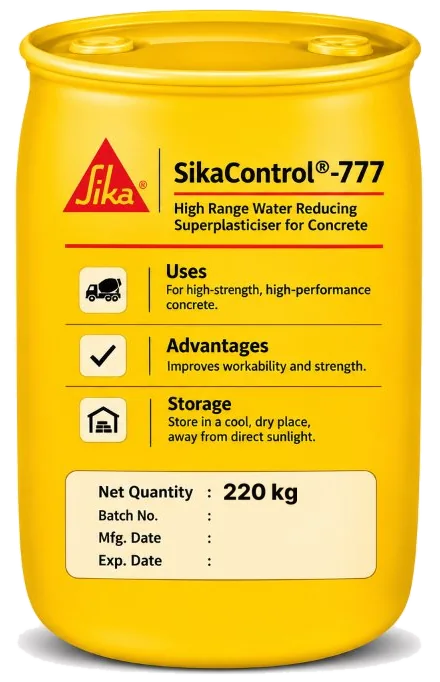 Sika®
SikaControl®-777
High Range Water Reducing
Superplasticiser for Concrete
Uses
For high-strength, high-performance
concrete.
Advantages
Improves workability and strength.
Storage
Store in a cool, dry place,
away from direct sunlight.
Net Quantity : 220 kg
Batch No. :
Mfg. Date :
Exp. Date :